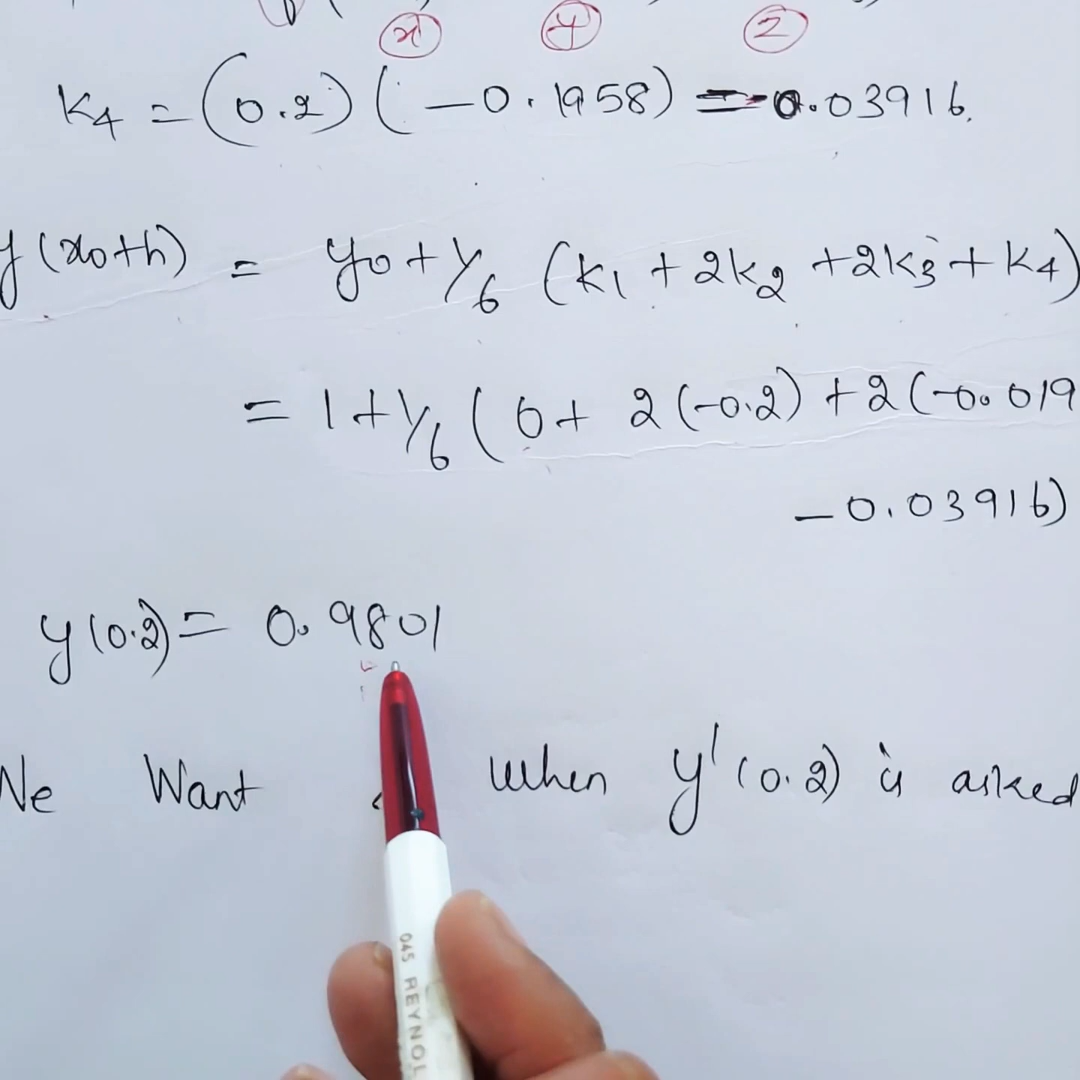 x y z
K4 = (0.2) (-0.1958) = -0.03916.
y(x0+h) = y0 + 1/6 (K1 + 2K2 + 2K3 + K4)
= 1 + 1/6 (0 + 2(-0.2) + 2(-0.019
-0.03916)
y(0.2) = 0.9801
We Want when y'(0.2) is asked
045 REYNOL